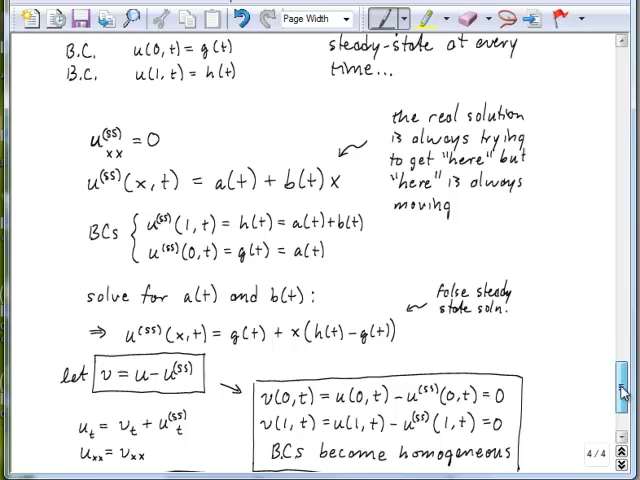 Page Width
B.C. u(0,t) = g(t)
B.C. u(1,t) = h(t)
steady-state at every
time...
u^(ss)_xx = 0
u^(ss)(x,t) = a(t) + b(t)x
the real solution
is always trying
to get "here" but
"here" is always
moving
BCs { u^(ss)(1,t) = h(t) = a(t)+b(t)
u^(ss)(0,t) = g(t) = a(t)
solve for a(t) and b(t):
false steady
state soln.
⇒ u^(ss)(x,t) = g(t) + x(h(t)-g(t))
let v = u - u^(ss)
v(0,t) = u(0,t) - u^(ss)(0,t) = 0
v(1,t) = u(1,t) - u^(ss)(1,t) = 0
BCs become homogeneous
u_t = v_t + u^(ss)_t
u_xx = v_xx
4/4